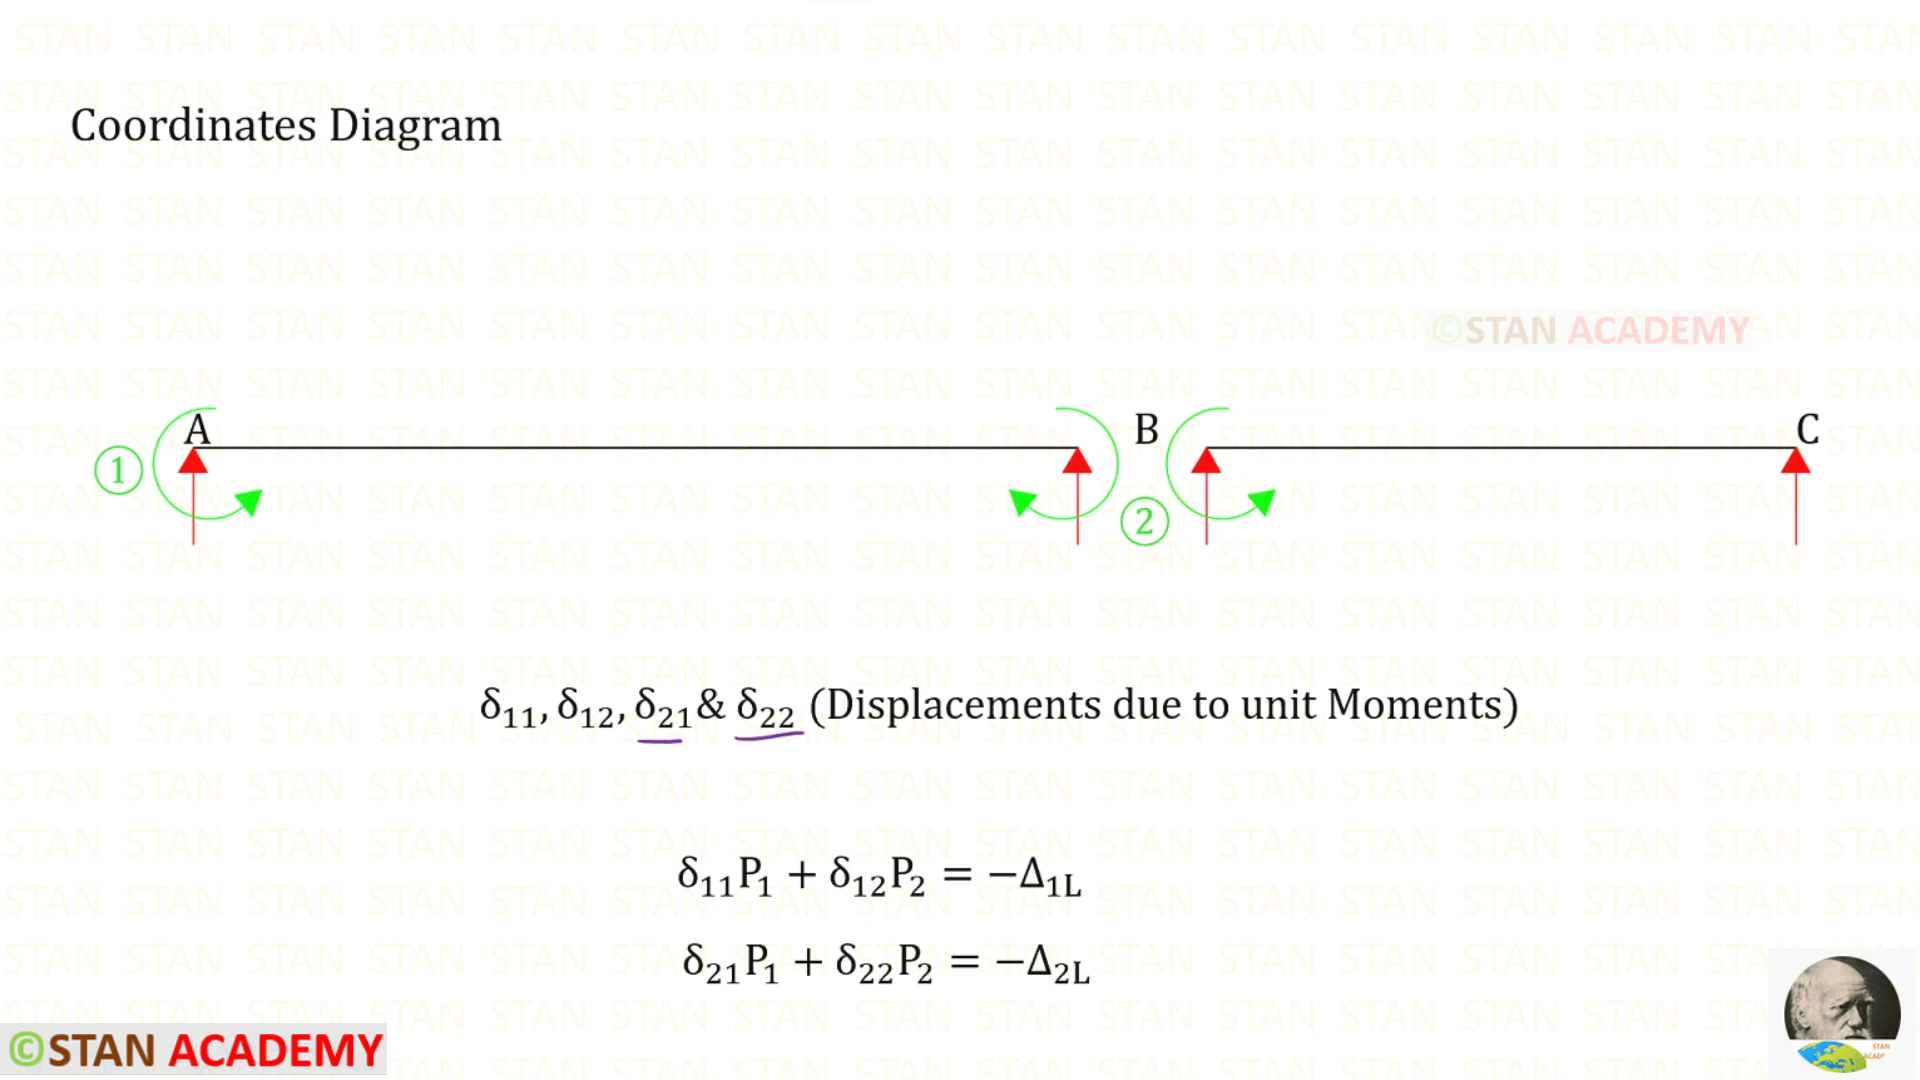 Coordinates Diagram
©STAN ACADEMY
A B C
1 2
δ₁₁, δ₁₂, δ₂₁& δ₂₂ (Displacements due to unit Moments)
δ₁₁P₁ + δ₁₂P₂ = −Δ₁L
δ₂₁P₁ + δ₂₂P₂ = −Δ₂L
©STAN ACADEMY
STAN